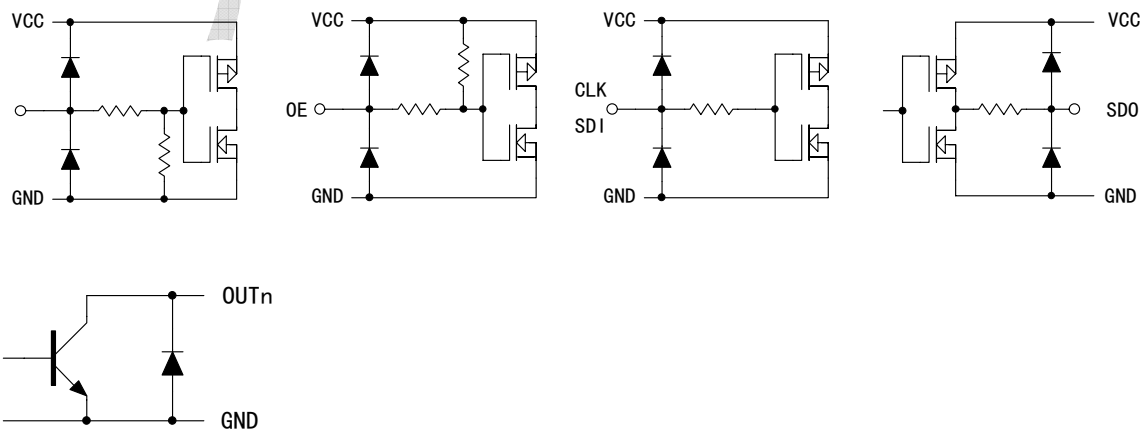 VCC
GND
VCC
OE
GND
VCC
CLK
SDI
GND
VCC
SDO
GND
OUTn
GND